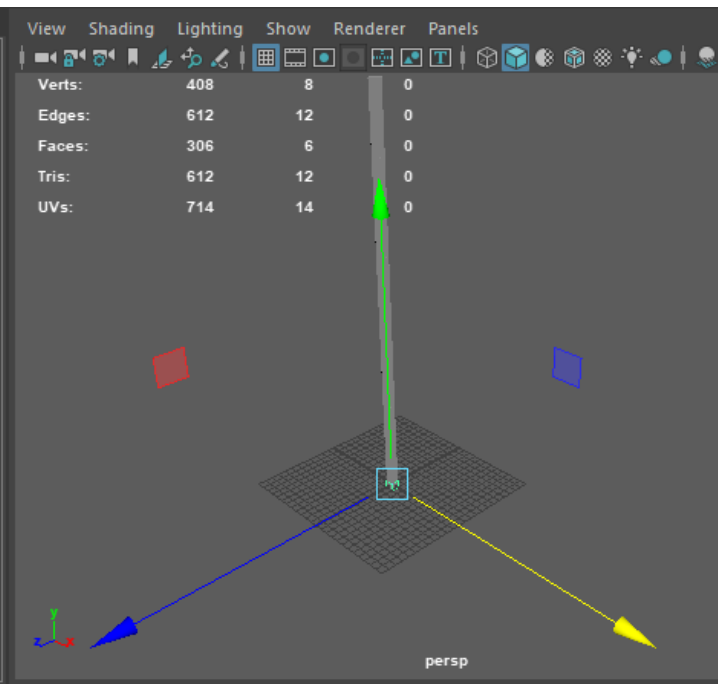 View Shading Lighting Show Renderer Panels
T
Verts: 408 8 0
Edges: 612 12 0
Faces: 306 6 0
Tris: 612 12 0
UVs: 714 14 0
y
z x
persp